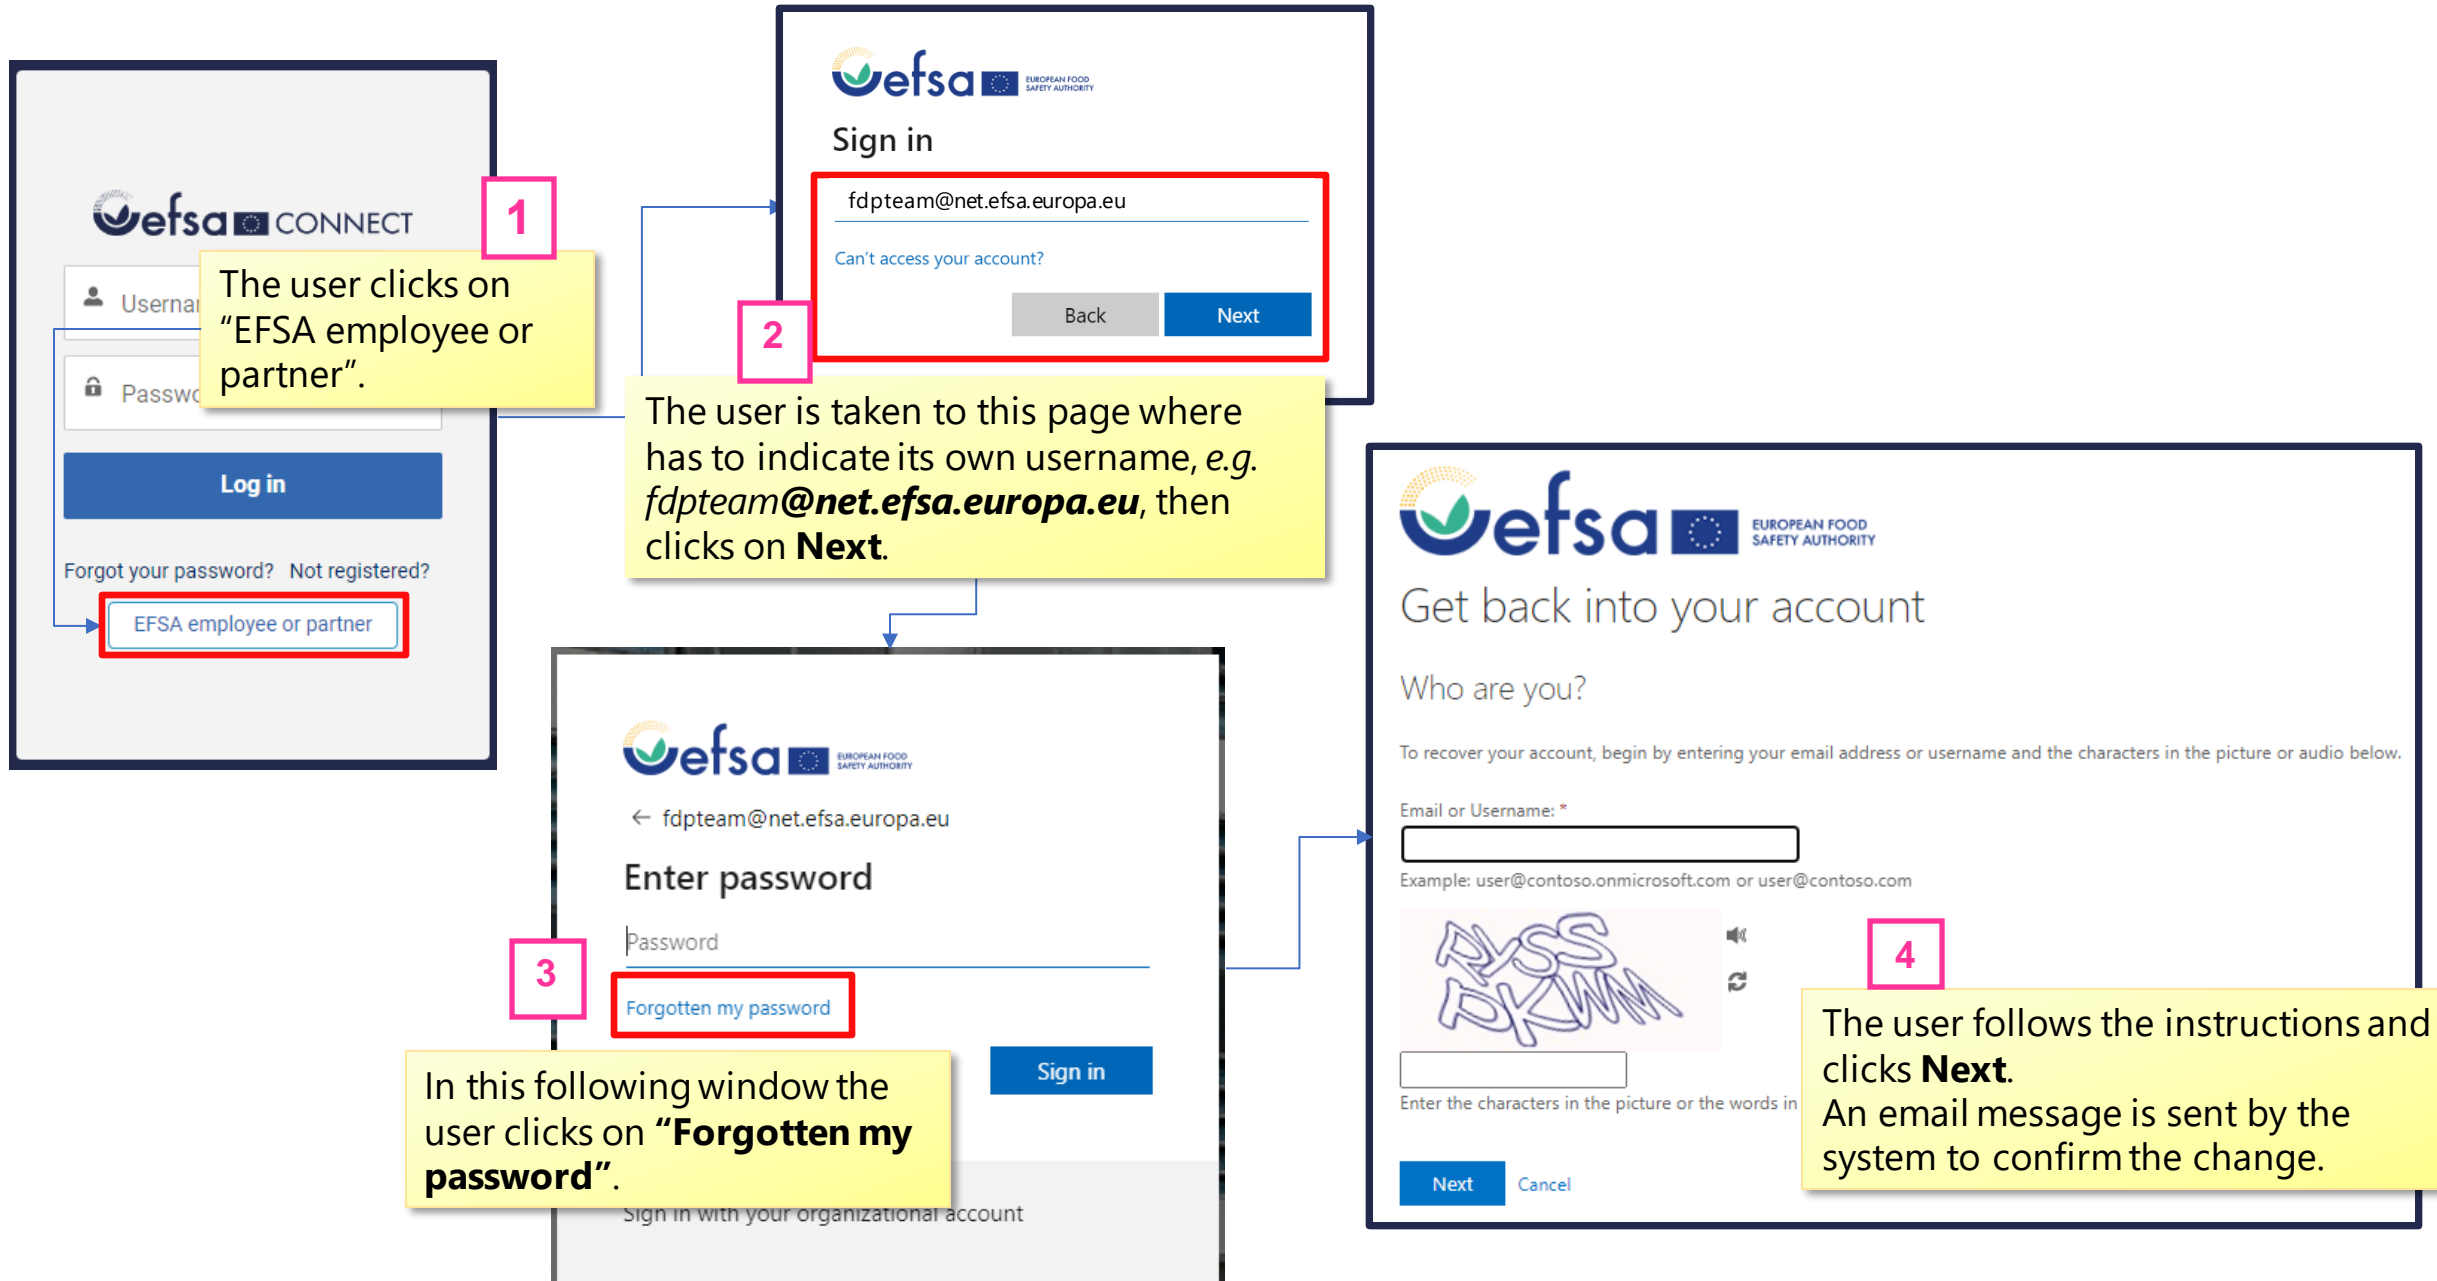 efsa CONNECT
1
The user clicks on
“EFSA employee or
partner”.
Log in
Forgot your password? Not registered?
EFSA employee or partner
efsa EUROPEAN FOOD
SAFETY AUTHORITY
Sign in
fdpteam@net.efsa.europa.eu
Can't access your account?
Back Next
2
The user is taken to this page where
has to indicate its own username, e.g.
fdpteam@net.efsa.europa.eu, then
clicks on Next.
efsa EUROPEAN FOOD
SAFETY AUTHORITY
← fdpteam@net.efsa.europa.eu
Enter password
Password
3
Forgotten my password
Sign in
In this following window the
user clicks on “Forgotten my
password”.
Sign in with your organizational account
efsa EUROPEAN FOOD
SAFETY AUTHORITY
Get back into your account
Who are you?
To recover your account, begin by entering your email address or username and the characters in the picture or audio below.
Email or Username: *
Example: user@contoso.onmicrosoft.com or user@contoso.com
4
Enter the characters in the picture or the words in
The user follows the instructions and
clicks Next.
An email message is sent by the
system to confirm the change.
Next Cancel